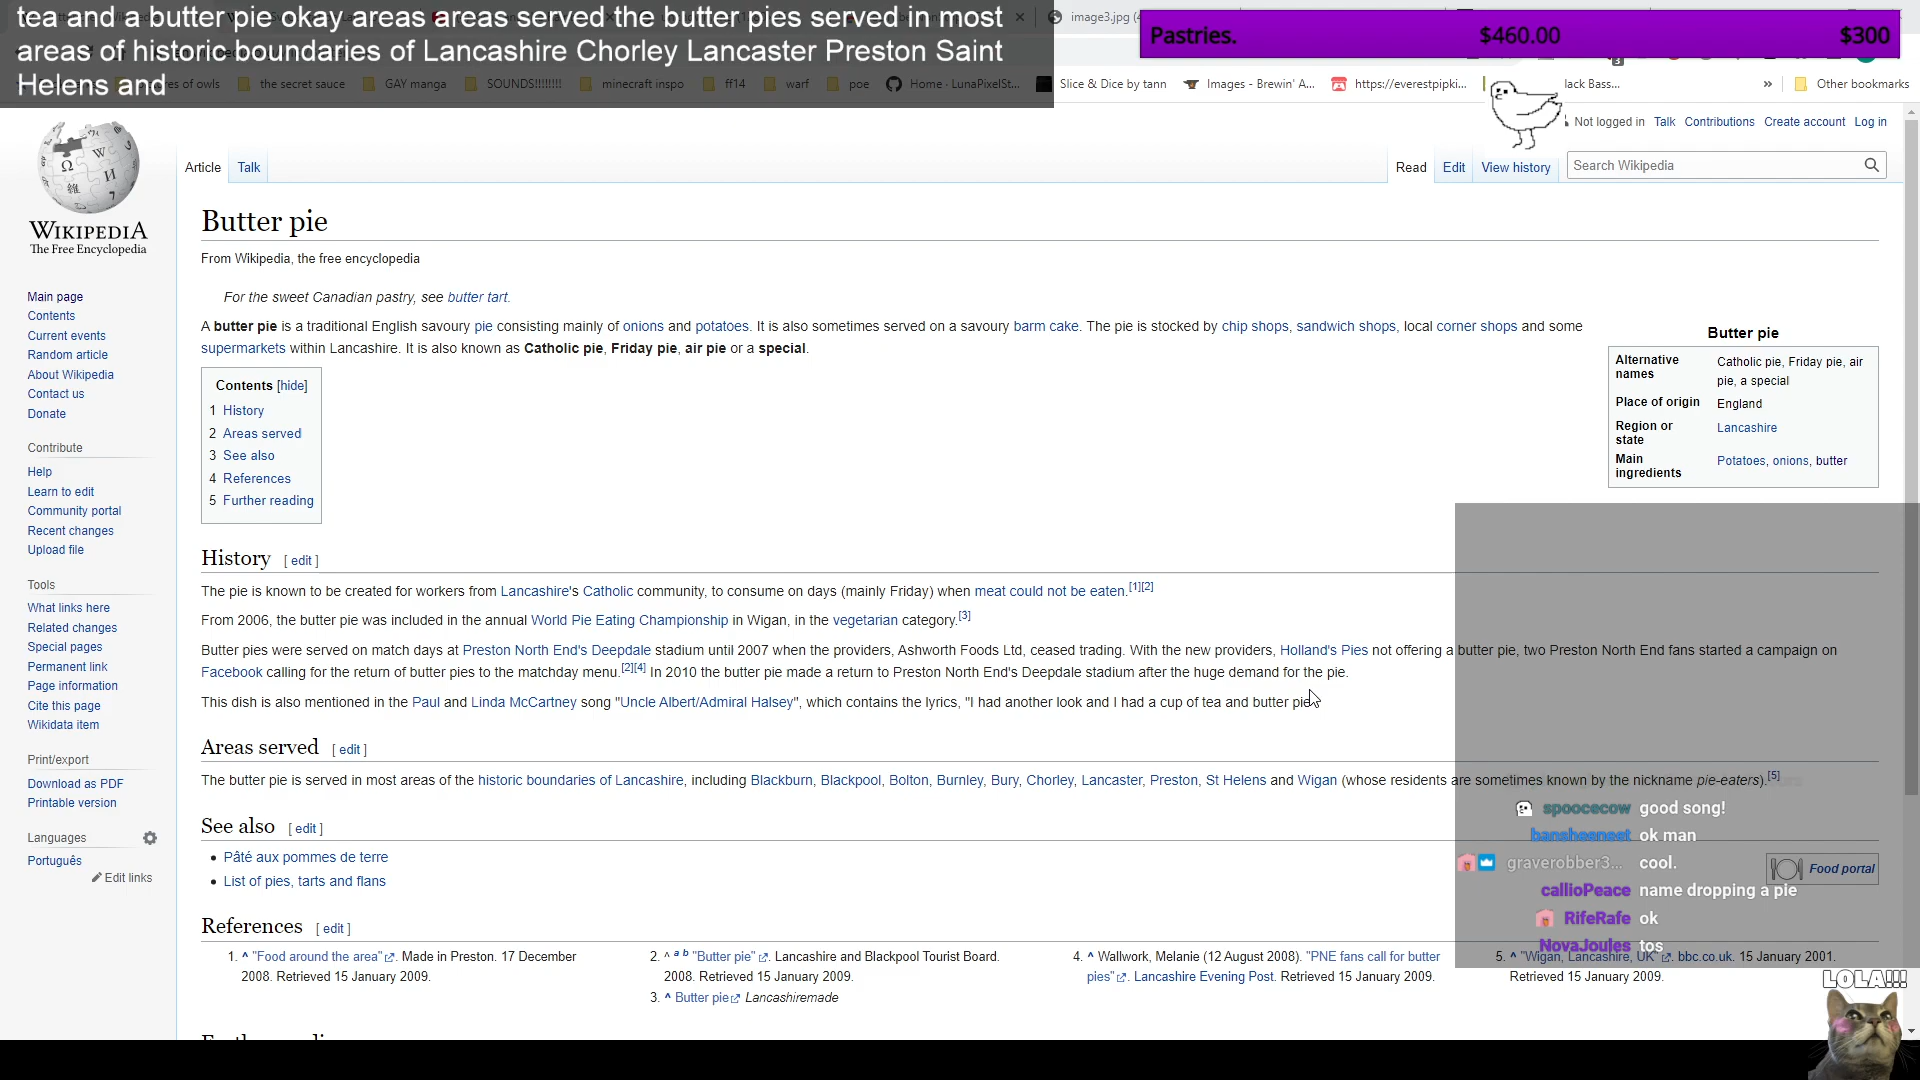 tea and a butter pie okay areas areas served the butter pies served in most
areas of historic boundaries of Lancashire Chorley Lancaster Preston Saint
Helens and
image3.jpg (
Pastries. $460.00 $300
res of owls the secret sauce GAY manga SOUNDS!!!!!!!! minecraft inspo ff14 warf poe Home - LunaPixelSt... Slice & Dice by tann Images - Brewin' A... https://everestpipki... lack Bass... » Other bookmarks
Not logged in Talk Contributions Create account Log in
Article Talk Read Edit View history Search Wikipedia
WIKIPEDIA
The Free Encyclopedia
Main page
Contents
Current events
Random article
About Wikipedia
Contact us
Donate
Contribute
Help
Learn to edit
Community portal
Recent changes
Upload file
Tools
What links here
Related changes
Special pages
Permanent link
Page information
Cite this page
Wikidata item
Print/export
Download as PDF
Printable version
Languages
Português
Edit links
Butter pie
From Wikipedia, the free encyclopedia
For the sweet Canadian pastry, see butter tart.
A butter pie is a traditional English savoury pie consisting mainly of onions and potatoes. It is also sometimes served on a savoury barm cake. The pie is stocked by chip shops, sandwich shops, local corner shops and some
supermarkets within Lancashire. It is also known as Catholic pie, Friday pie, air pie or a special.
Butter pie
Alternative names Catholic pie, Friday pie, air pie, a special
Place of origin England
Region or state Lancashire
Main ingredients Potatoes, onions, butter
Contents [hide]
1 History
2 Areas served
3 See also
4 References
5 Further reading
History [ edit ]
The pie is known to be created for workers from Lancashire's Catholic community, to consume on days (mainly Friday) when meat could not be eaten.[1][2]
From 2006, the butter pie was included in the annual World Pie Eating Championship in Wigan, in the vegetarian category.[3]
Butter pies were served on match days at Preston North End's Deepdale stadium until 2007 when the providers, Ashworth Foods Ltd, ceased trading. With the new providers, Holland's Pies not offering a butter pie, two Preston North End fans started a campaign on
Facebook calling for the return of butter pies to the matchday menu.[2][4] In 2010 the butter pie made a return to Preston North End's Deepdale stadium after the huge demand for the pie.
This dish is also mentioned in the Paul and Linda McCartney song "Uncle Albert/Admiral Halsey", which contains the lyrics, "I had another look and I had a cup of tea and butter pie
Areas served [ edit ]
The butter pie is served in most areas of the historic boundaries of Lancashire, including Blackburn, Blackpool, Bolton, Burnley, Bury, Chorley, Lancaster, Preston, St Helens and Wigan (whose residents are sometimes known by the nickname pie-eaters).[5]
See also [ edit ]
• Pâté aux pommes de terre
• List of pies, tarts and flans
Food portal
spoocecow good song!
bansheenest ok man
graverobber3... cool.
callioPeace name dropping a pie
RifeRafe ok
NovaJoules tos
References [ edit ]
1. ^ "Food around the area". Made in Preston. 17 December
2008. Retrieved 15 January 2009.
2. ^ a b "Butter pie". Lancashire and Blackpool Tourist Board.
2008. Retrieved 15 January 2009.
3. ^ Butter pie Lancashiremade
4. ^ Wallwork, Melanie (12 August 2008). "PNE fans call for butter
pies". Lancashire Evening Post. Retrieved 15 January 2009.
5. ^ "Wigan, Lancashire, UK". bbc.co.uk. 15 January 2001.
Retrieved 15 January 2009.
LOLA!!!